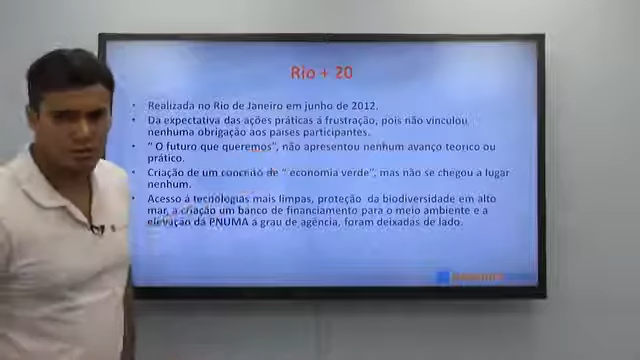 Rio + 20
• Realizada no Rio de Janeiro em junho de 2012.
• Da expectativa das ações práticas á frustração, pois não vinculou
nenhuma obrigação aos paises participantes.
• " O futuro que queremos", não apresentou nenhum avanço teorico ou
prático.
• Criação de um conceito de " economia verde", mas não se chegou a lugar
nenhum.
• Acesso á tecnologias mais limpas, proteção da biodiversidade em alto
mar, a criação um banco de financiamento para o meio ambiente e a
elevação da PNUMA a grau de agência, foram deixadas de lado.